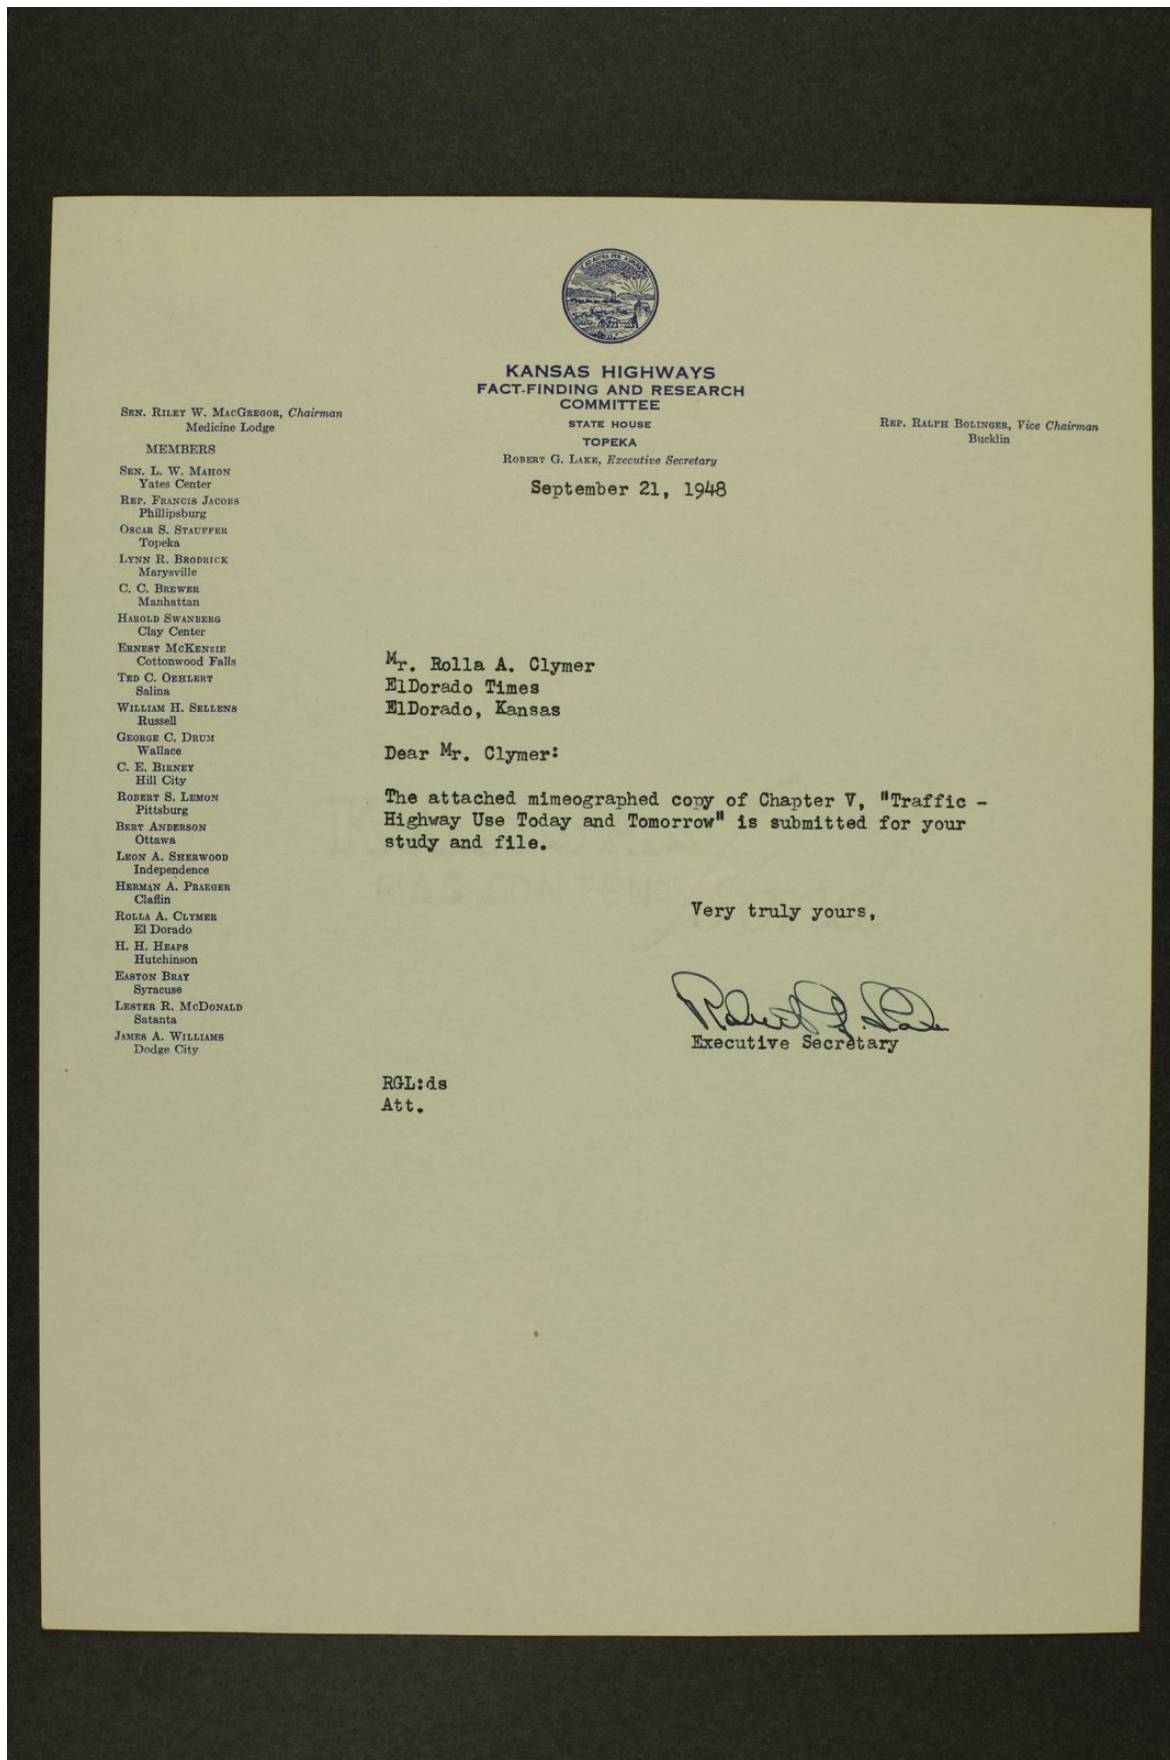 KANSAS HIGHWAYS
FACT-FINDING AND RESEARCH
COMMITTEE
STATE HOUSE
TOPEKA
ROBERT G. LAKE, Executive Secretary
SEN. RILEY W. MACGREGOR, Chairman
Medicine Lodge
REP. RALPH BOLINGER, Vice Chairman
Bucklin
MEMBERS
SEN. L. W. MAHON
Yates Center
REP. FRANCIS JACOBS
Phillipsburg
OSCAR S. STAUFFER
Topeka
LYNN R. BRODRICK
Marysville
C. C. BREWER
Manhattan
HAROLD SWANBERG
Clay Center
ERNEST MCKENZIE
Cottonwood Falls
TED C. OEHLERT
Salina
WILLIAM H. SELLENS
Russell
GEORGE C. DRUM
Wallace
C. E. BIRNEY
Hill City
ROBERT S. LEMON
Pittsburg
BERT ANDERSON
Ottawa
LEON A. SHERWOOD
Independence
HERMAN A. PRAEGER
Claflin
ROLLA A. CLYMER
El Dorado
H. H. HEAPS
Hutchinson
EASTON BRAY
Syracuse
LESTER R. MCDONALD
Satanta
JAMES A. WILLIAMS
Dodge City
September 21, 1948
Mr. Rolla A. Clymer
ElDorado Times
ElDorado, Kansas
Dear Mr. Clymer:
The attached mimeographed copy of Chapter V, "Traffic -
Highway Use Today and Tomorrow" is submitted for your
study and file.
Very truly yours,
Robert G. Lake
Executive Secretary
RGL:ds
Att.